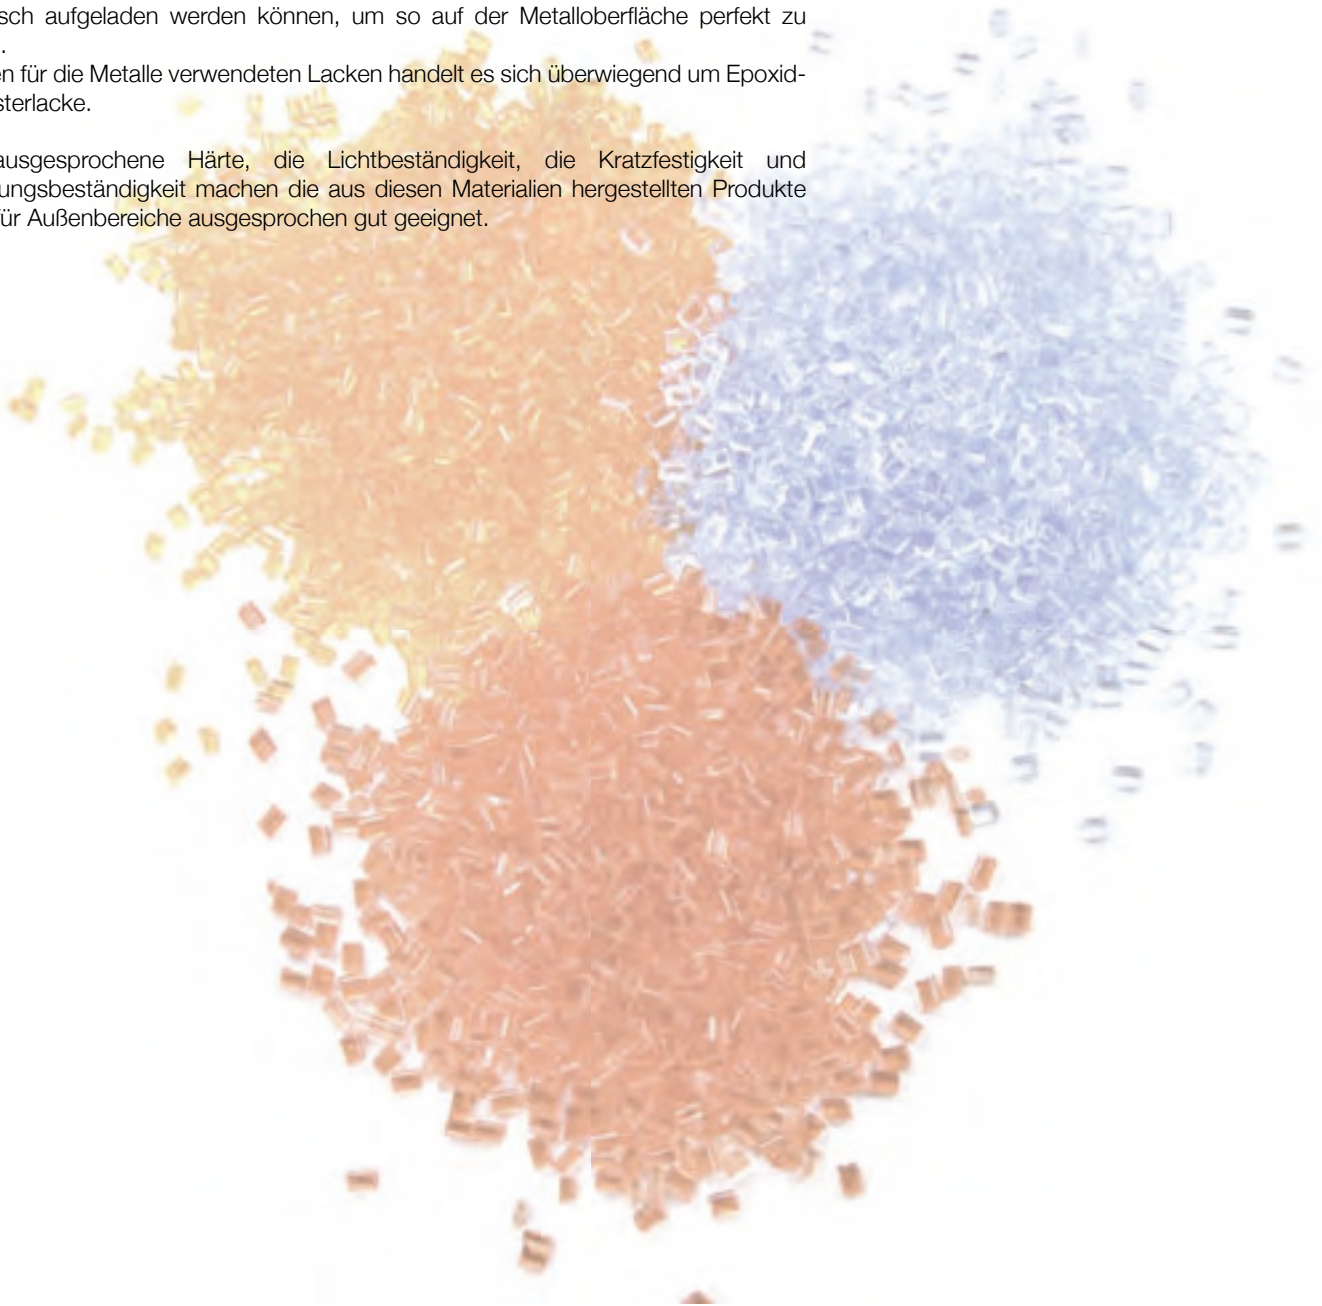 sch aufgeladen werden können, um so auf der Metalloberfläche perfekt zu
.
en für die Metalle verwendeten Lacken handelt es sich überwiegend um Epoxid-
sterlacke.
ausgesprochene Härte, die Lichtbeständigkeit, die Kratzfestigkeit und
ungsbeständigkeit machen die aus diesen Materialien hergestellten Produkte
für Außenbereiche ausgesprochen gut geeignet.